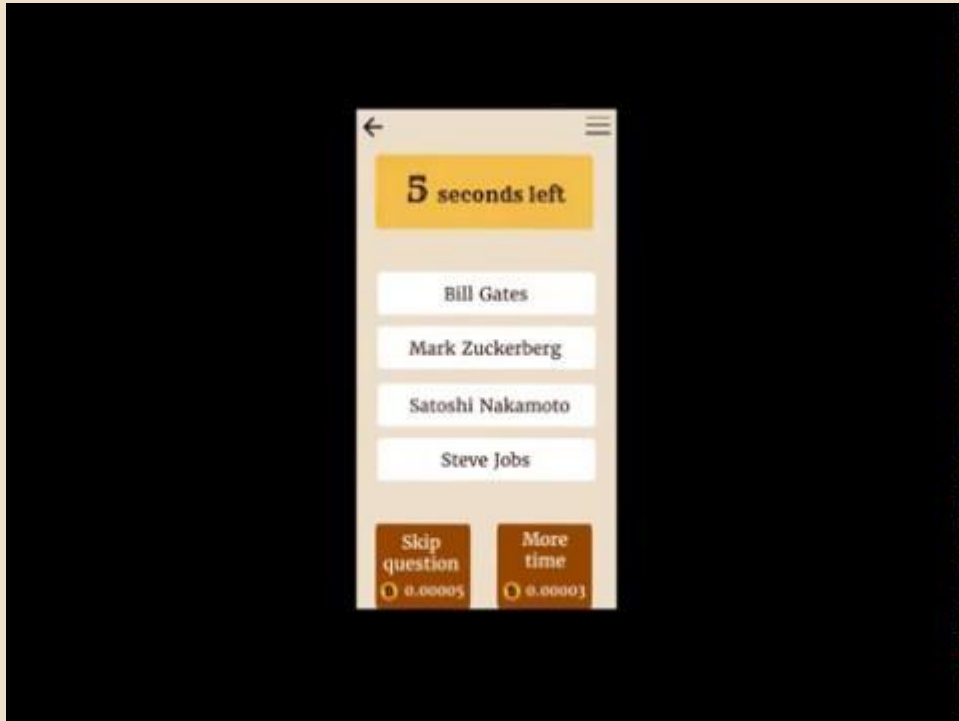 5 seconds left
Bill Gates
Mark Zuckerberg
Satoshi Nakamoto
Steve Jobs
Skip
question
0.00005
More
time
0.00003